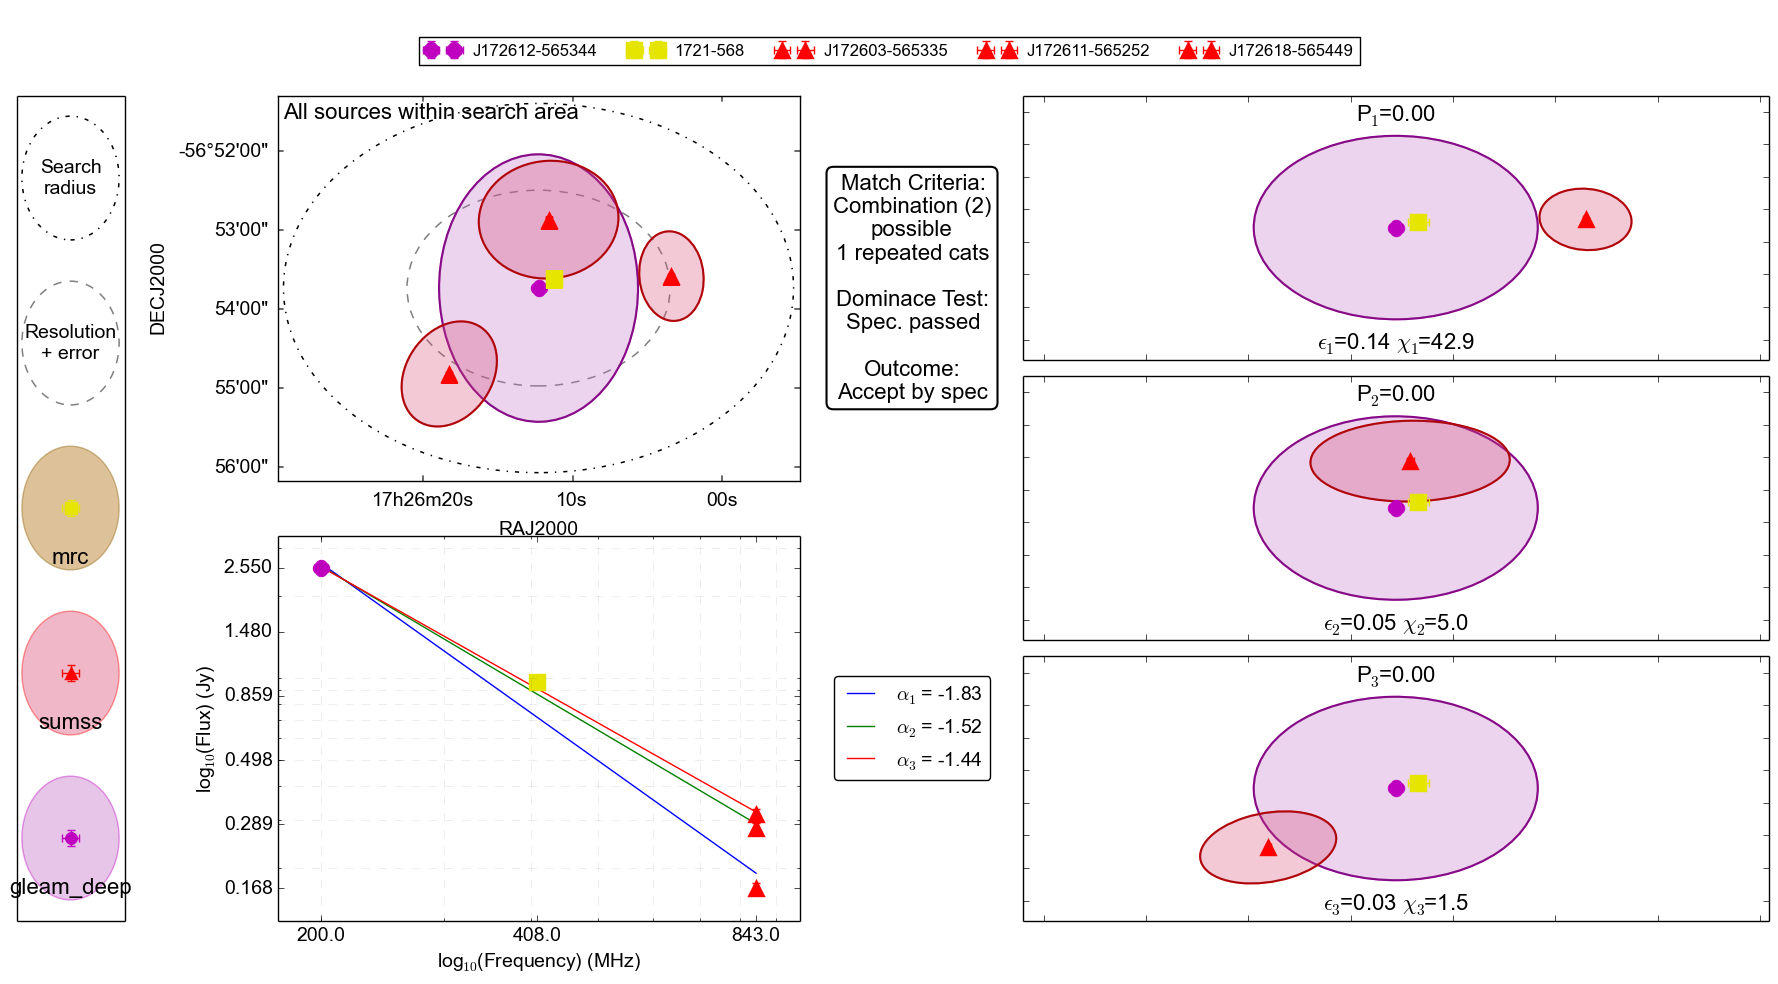 J172612-565344 1721-568 J172603-565335 J172611-565252 J172618-565449
Search
radius
Resolution
+ error
mrc
sumss
gleam_deep
All sources within search area
DECJ2000
-56°52'00"
53'00"
54'00"
55'00"
56'00"
17h26m20s 10s 00s
RAJ2000
log10(Flux) (Jy)
2.550
1.480
0.859
0.498
0.289
0.168
200.0 408.0 843.0
log10(Frequency) (MHz)
Match Criteria:
Combination (2)
possible
1 repeated cats
Dominace Test:
Spec. passed
Outcome:
Accept by spec
α1 = -1.83
α2 = -1.52
α3 = -1.44
P1=0.00
ϵ1=0.14 χ1=42.9
P2=0.00
ϵ2=0.05 χ2=5.0
P3=0.00
ϵ3=0.03 χ3=1.5